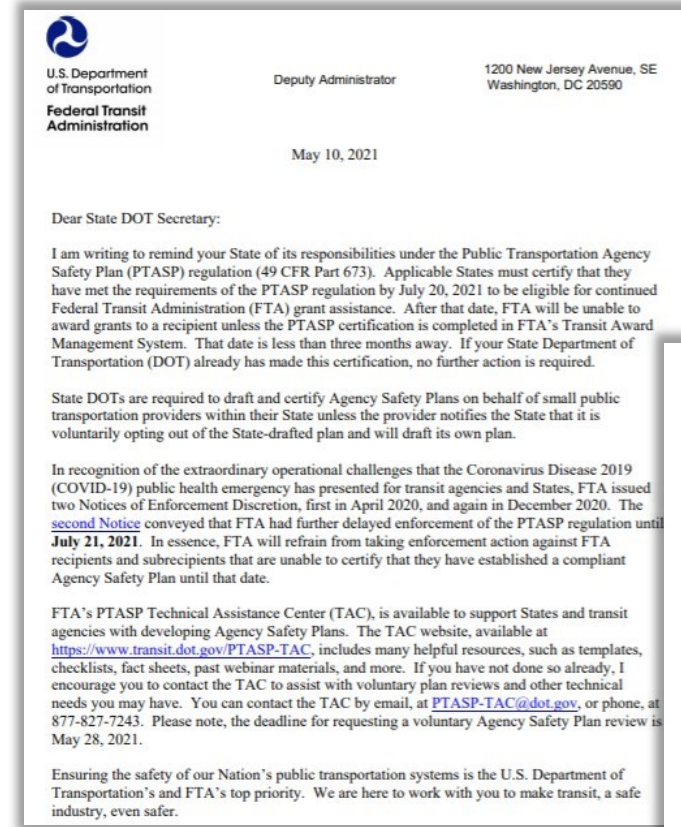 U.S. Department
of Transportation
Federal Transit
Administration
Deputy Administrator
1200 New Jersey Avenue, SE
Washington, DC 20590
May 10, 2021
Dear State DOT Secretary:
I am writing to remind your State of its responsibilities under the Public Transportation Agency
Safety Plan (PTASP) regulation (49 CFR Part 673). Applicable States must certify that they
have met the requirements of the PTASP regulation by July 20, 2021 to be eligible for continued
Federal Transit Administration (FTA) grant assistance. After that date, FTA will be unable to
award grants to a recipient unless the PTASP certification is completed in FTA's Transit Award
Management System. That date is less than three months away. If your State Department of
Transportation (DOT) already has made this certification, no further action is required.
State DOTs are required to draft and certify Agency Safety Plans on behalf of small public
transportation providers within their State unless the provider notifies the State that it is
voluntarily opting out of the State-drafted plan and will draft its own plan.
In recognition of the extraordinary operational challenges that the Coronavirus Disease 2019
(COVID-19) public health emergency has presented for transit agencies and States, FTA issued
two Notices of Enforcement Discretion, first in April 2020, and again in December 2020. The
second Notice conveyed that FTA had further delayed enforcement of the PTASP regulation until
July 21, 2021. In essence, FTA will refrain from taking enforcement action against FTA
recipients and subrecipients that are unable to certify that they have established a compliant
Agency Safety Plan until that date.
FTA's PTASP Technical Assistance Center (TAC), is available to support States and transit
agencies with developing Agency Safety Plans. The TAC website, available at
https://www.transit.dot.gov/PTASP-TAC, includes many helpful resources, such as templates,
checklists, fact sheets, past webinar materials, and more. If you have not done so already, I
encourage you to contact the TAC to assist with voluntary plan reviews and other technical
needs you may have. You can contact the TAC by email, at PTASP-TAC@dot.gov, or phone, at
877-827-7243. Please note, the deadline for requesting a voluntary Agency Safety Plan review is
May 28, 2021.
Ensuring the safety of our Nation's public transportation systems is the U.S. Department of
Transportation's and FTA's top priority. We are here to work with you to make transit, a safe
industry, even safer.